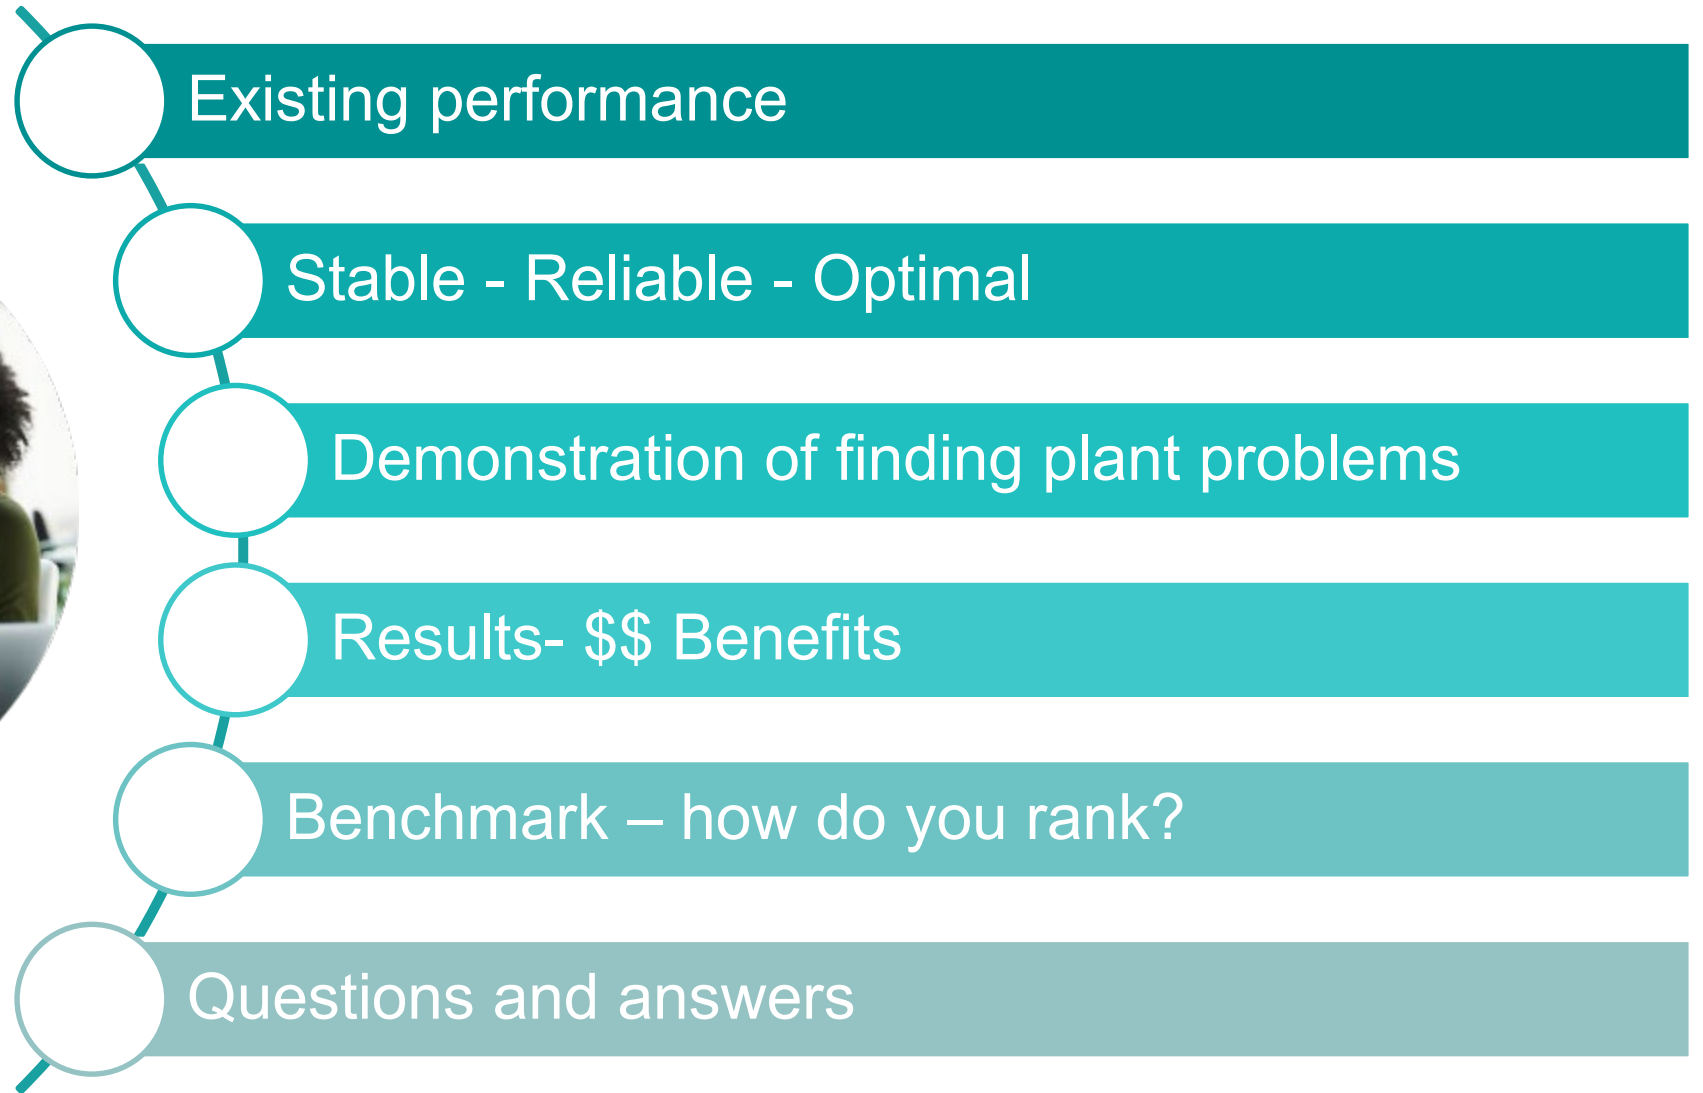 Existing performance
Stable - Reliable - Optimal
Demonstration of finding plant problems
Results- $$ Benefits
Benchmark – how do you rank?
Questions and answers